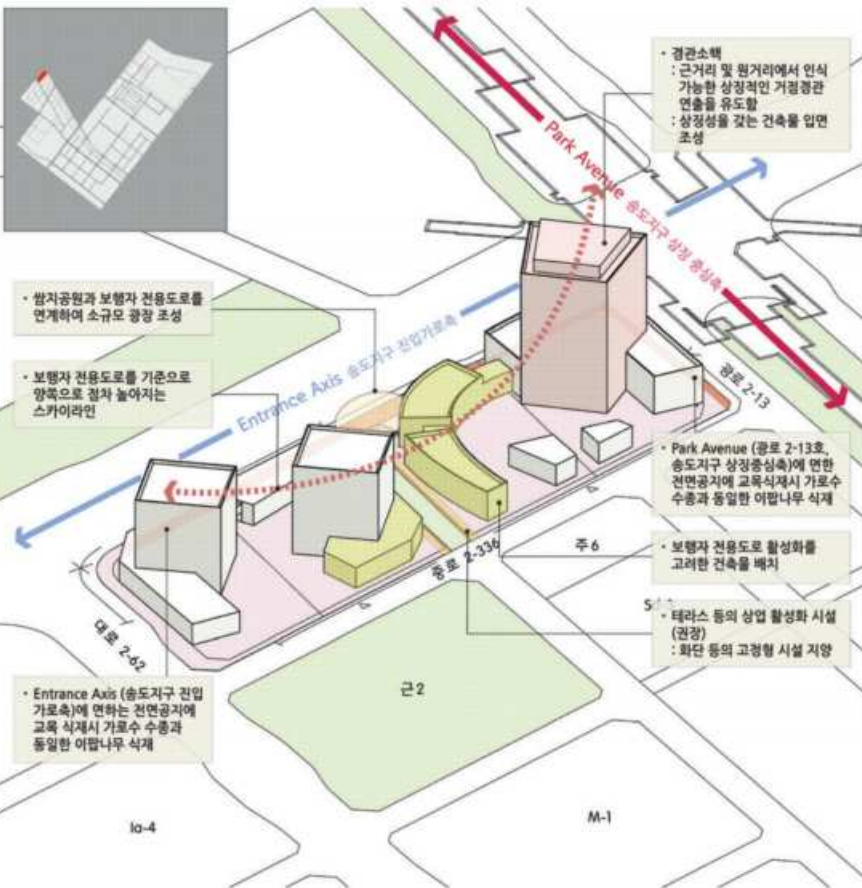 • 경관소핵
: 근거리 및 원거리에서 인식
가능한 상징적인 거점경관
연출을 유도함
: 상징성을 갖는 건축물 입면
조성
Park Avenue 송도지구 상징 중심축
• 쌈지공원과 보행자 전용도로를
연계하여 소규모 광장 조성
Entrance Axis 송도지구 진입가로축
• 보행자 전용도로를 기준으로
양쪽으로 점차 높아지는
스카이라인
광로 2-13
• Park Avenue (광로 2-13호,
송도지구 상징중심축)에 면한
전면공지에 교목식재시 가로수
수종과 동일한 이팝나무 식재
주6
• 보행자 전용도로 활성화를
고려한 건축물 배치
중로 2-336
• 테라스 등의 상업 활성화 시설
(권장)
: 화단 등의 고정형 시설 지양
대로 2-62
근2
• Entrance Axis (송도지구 진입
가로축)에 면하는 전면공지에
교목 식재시 가로수 수종과
동일한 이팝나무 식재
Ia-4
M-1